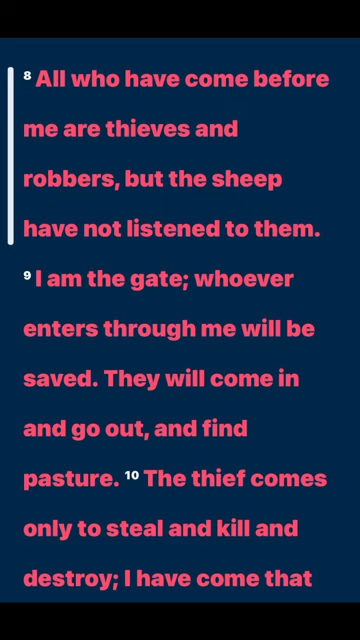 8 All who have come before
me are thieves and
robbers, but the sheep
have not listened to them.
9 I am the gate; whoever
enters through me will be
saved. They will come in
and go out, and find
pasture. 10 The thief comes
only to steal and kill and
destroy; I have come that